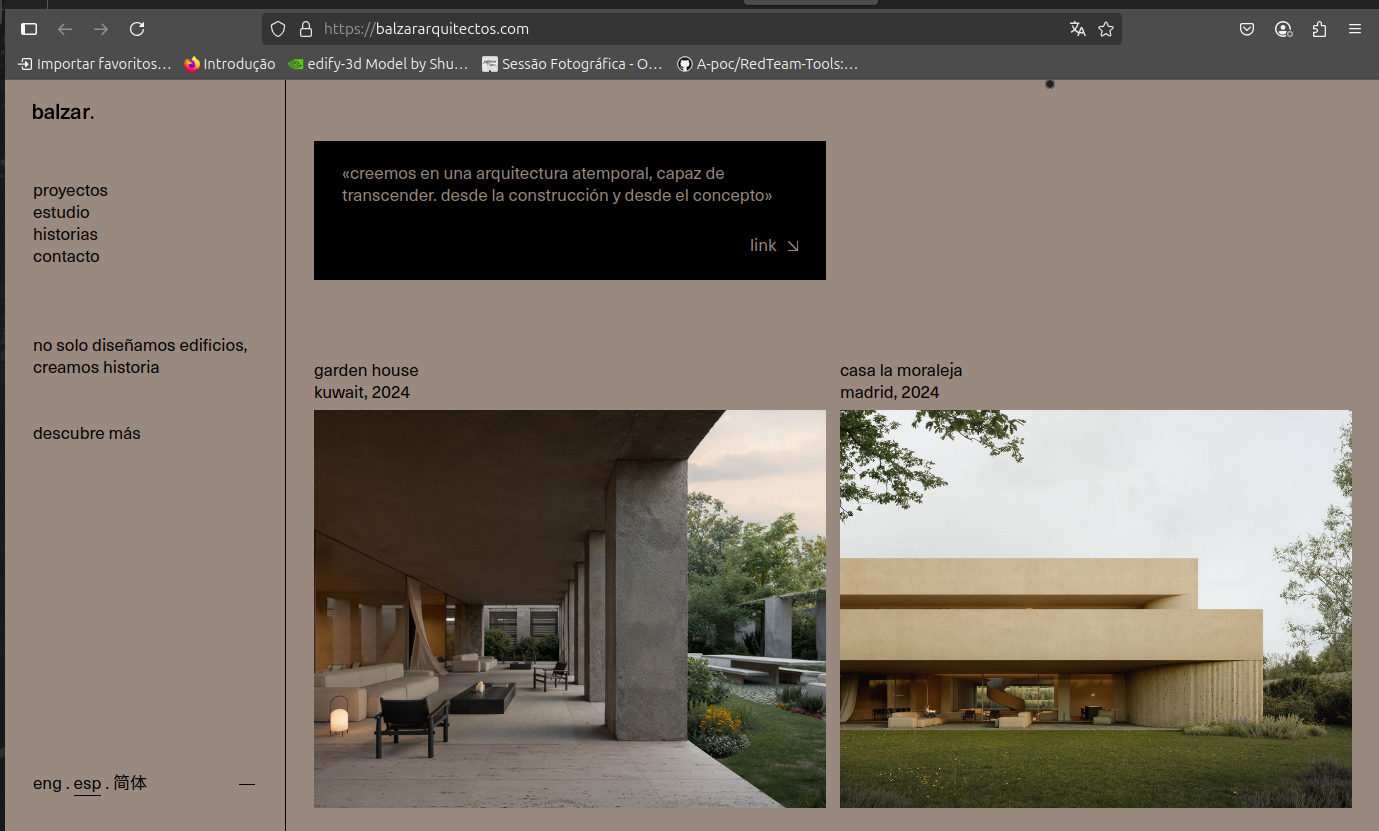 https://balzararquitectos.com
Importar favoritos…
Introdução
edify-3d Model by Shu…
Sessão Fotográfica - O…
A-poc/RedTeam-Tools:…
balzar.
proyectos
estudio
historias
contacto
no solo diseñamos edificios,
creamos historia
descubre más
eng . esp . 简体
«creemos en una arquitectura atemporal, capaz de
transcender. desde la construcción y desde el concepto»
link
garden house
kuwait, 2024
casa la moraleja
madrid, 2024